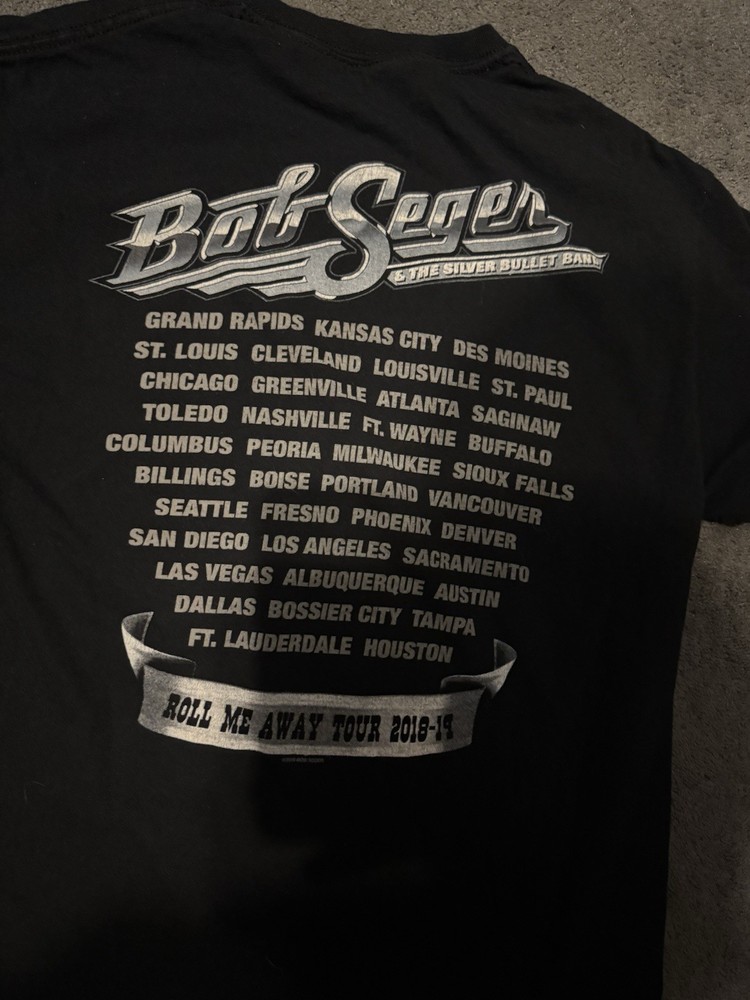 Bob Seger
& THE SILVER BULLET BAND
GRAND RAPIDS KANSAS CITY DES MOINES
ST. LOUIS CLEVELAND LOUISVILLE ST. PAUL
CHICAGO GREENVILLE ATLANTA SAGINAW
TOLEDO NASHVILLE FT. WAYNE BUFFALO
COLUMBUS PEORIA MILWAUKEE SIOUX FALLS
BILLINGS BOISE PORTLAND VANCOUVER
SEATTLE FRESNO PHOENIX DENVER
SAN DIEGO LOS ANGELES SACRAMENTO
LAS VEGAS ALBUQUERQUE AUSTIN
DALLAS BOSSIER CITY TAMPA
FT. LAUDERDALE HOUSTON
ROLL ME AWAY TOUR 2018-19